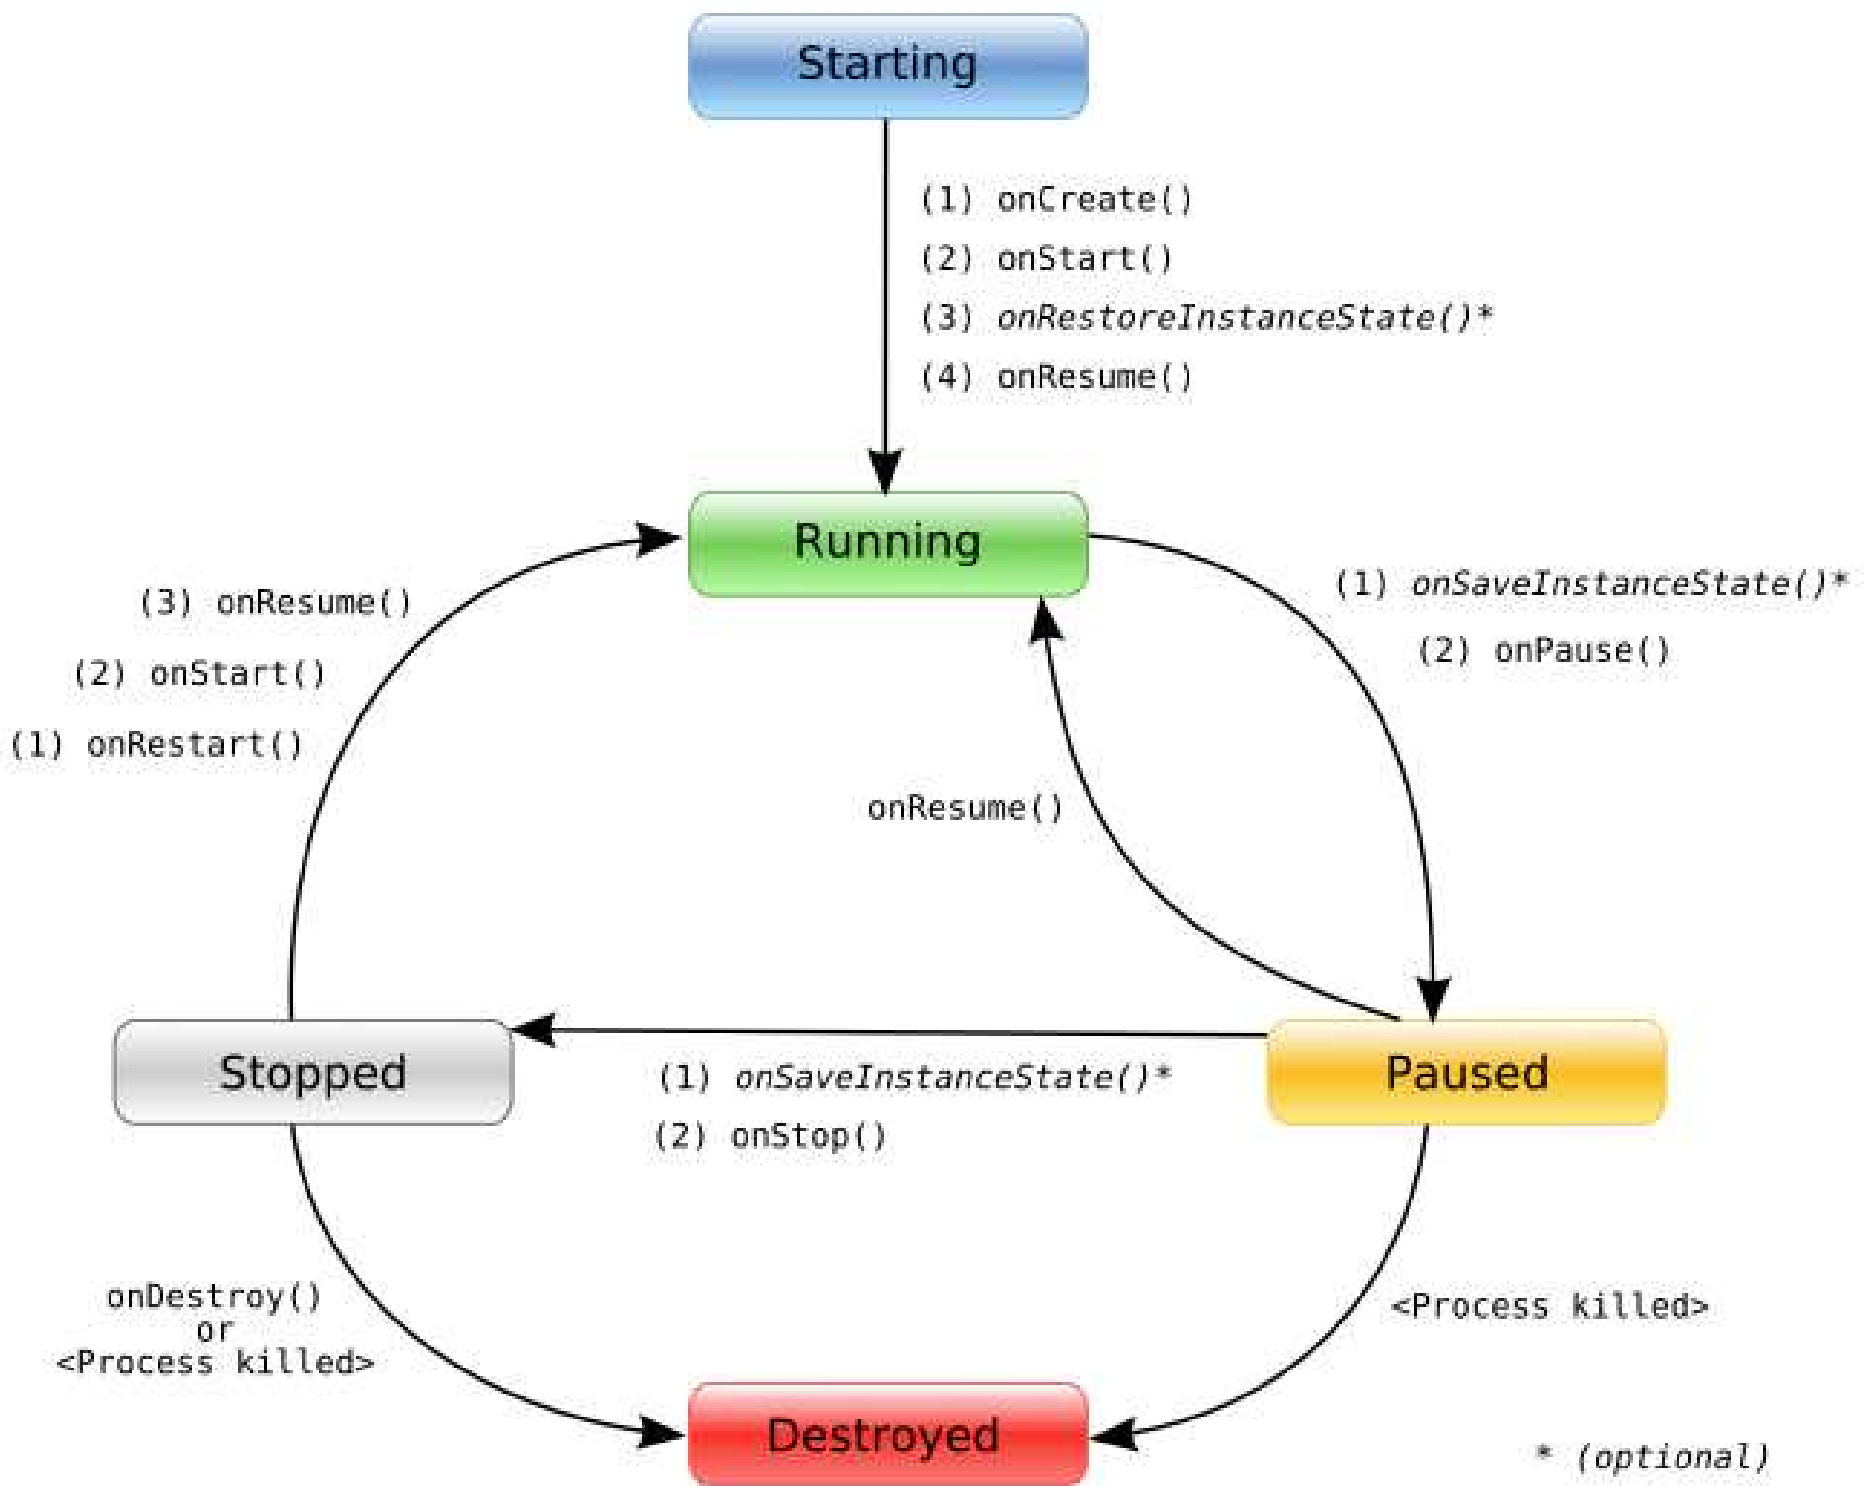 Starting
(1) onCreate()
(2) onStart()
(3) onRestoreInstanceState()*
(4) onResume()
Running
(1) onSaveInstanceState()*
(2) onPause()
(3) onResume()
(2) onStart()
(1) onRestart()
onResume()
Stopped
(1) onSaveInstanceState()*
(2) onStop()
Paused
onDestroy()
or
<Process killed>
<Process killed>
Destroyed
* (optional)